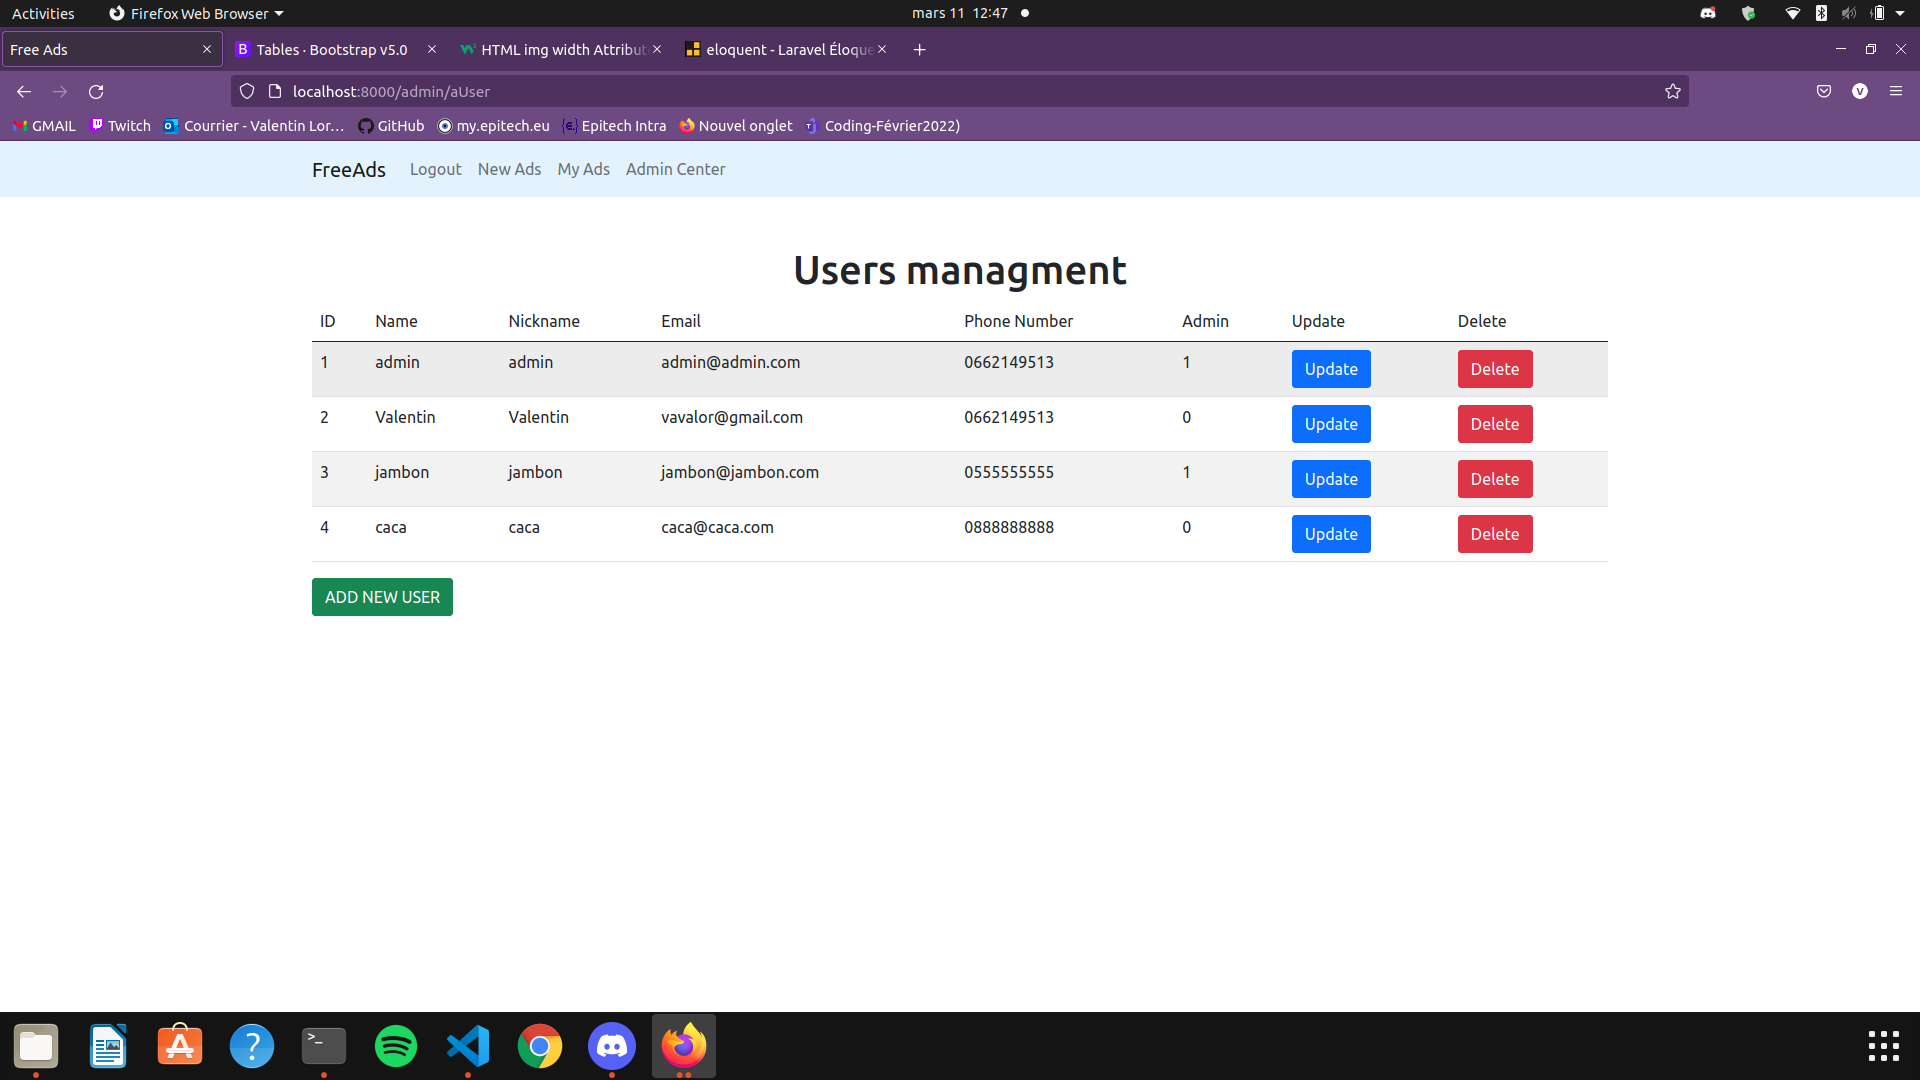 Activities Firefox Web Browser mars 11 12:47
Free Ads Tables · Bootstrap v5.0 HTML img width Attribut eloquent - Laravel Éloque
localhost:8000/admin/aUser
GMAIL Twitch Courrier - Valentin Lor… GitHub my.epitech.eu Epitech Intra Nouvel onglet Coding-Février2022)
FreeAds Logout New Ads My Ads Admin Center
Users managment
ID Name Nickname Email Phone Number Admin Update Delete
1 admin admin admin@admin.com 0662149513 1 Update Delete
2 Valentin Valentin vavalor@gmail.com 0662149513 0 Update Delete
3 jambon jambon jambon@jambon.com 0555555555 1 Update Delete
4 caca caca caca@caca.com 0888888888 0 Update Delete
ADD NEW USER